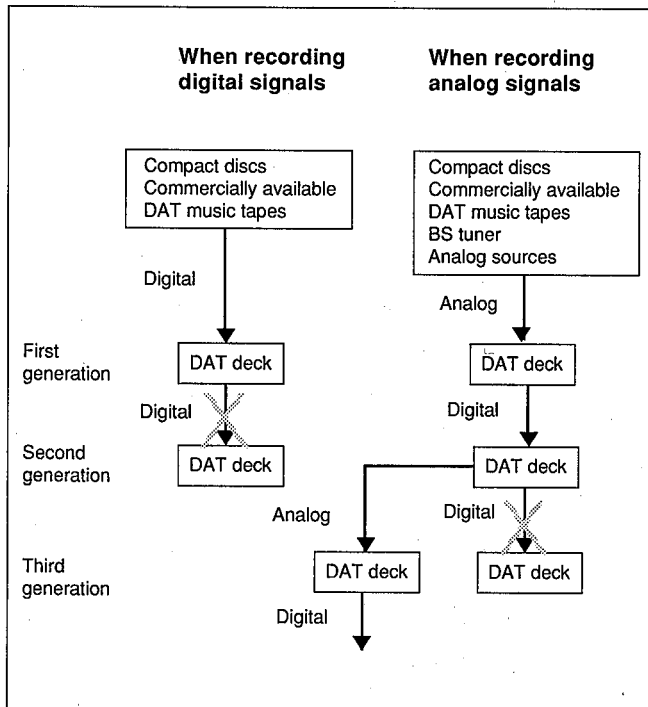 When recording
digital signals
When recording
analog signals
Compact discs
Commercially available
DAT music tapes
Compact discs
Commercially available
DAT music tapes
BS tuner
Analog sources
Digital
Analog
First
generation
DAT deck
DAT deck
Digital
Digital
Second
generation
DAT deck
DAT deck
Analog
Digital
Third
generation
DAT deck
DAT deck
Digital